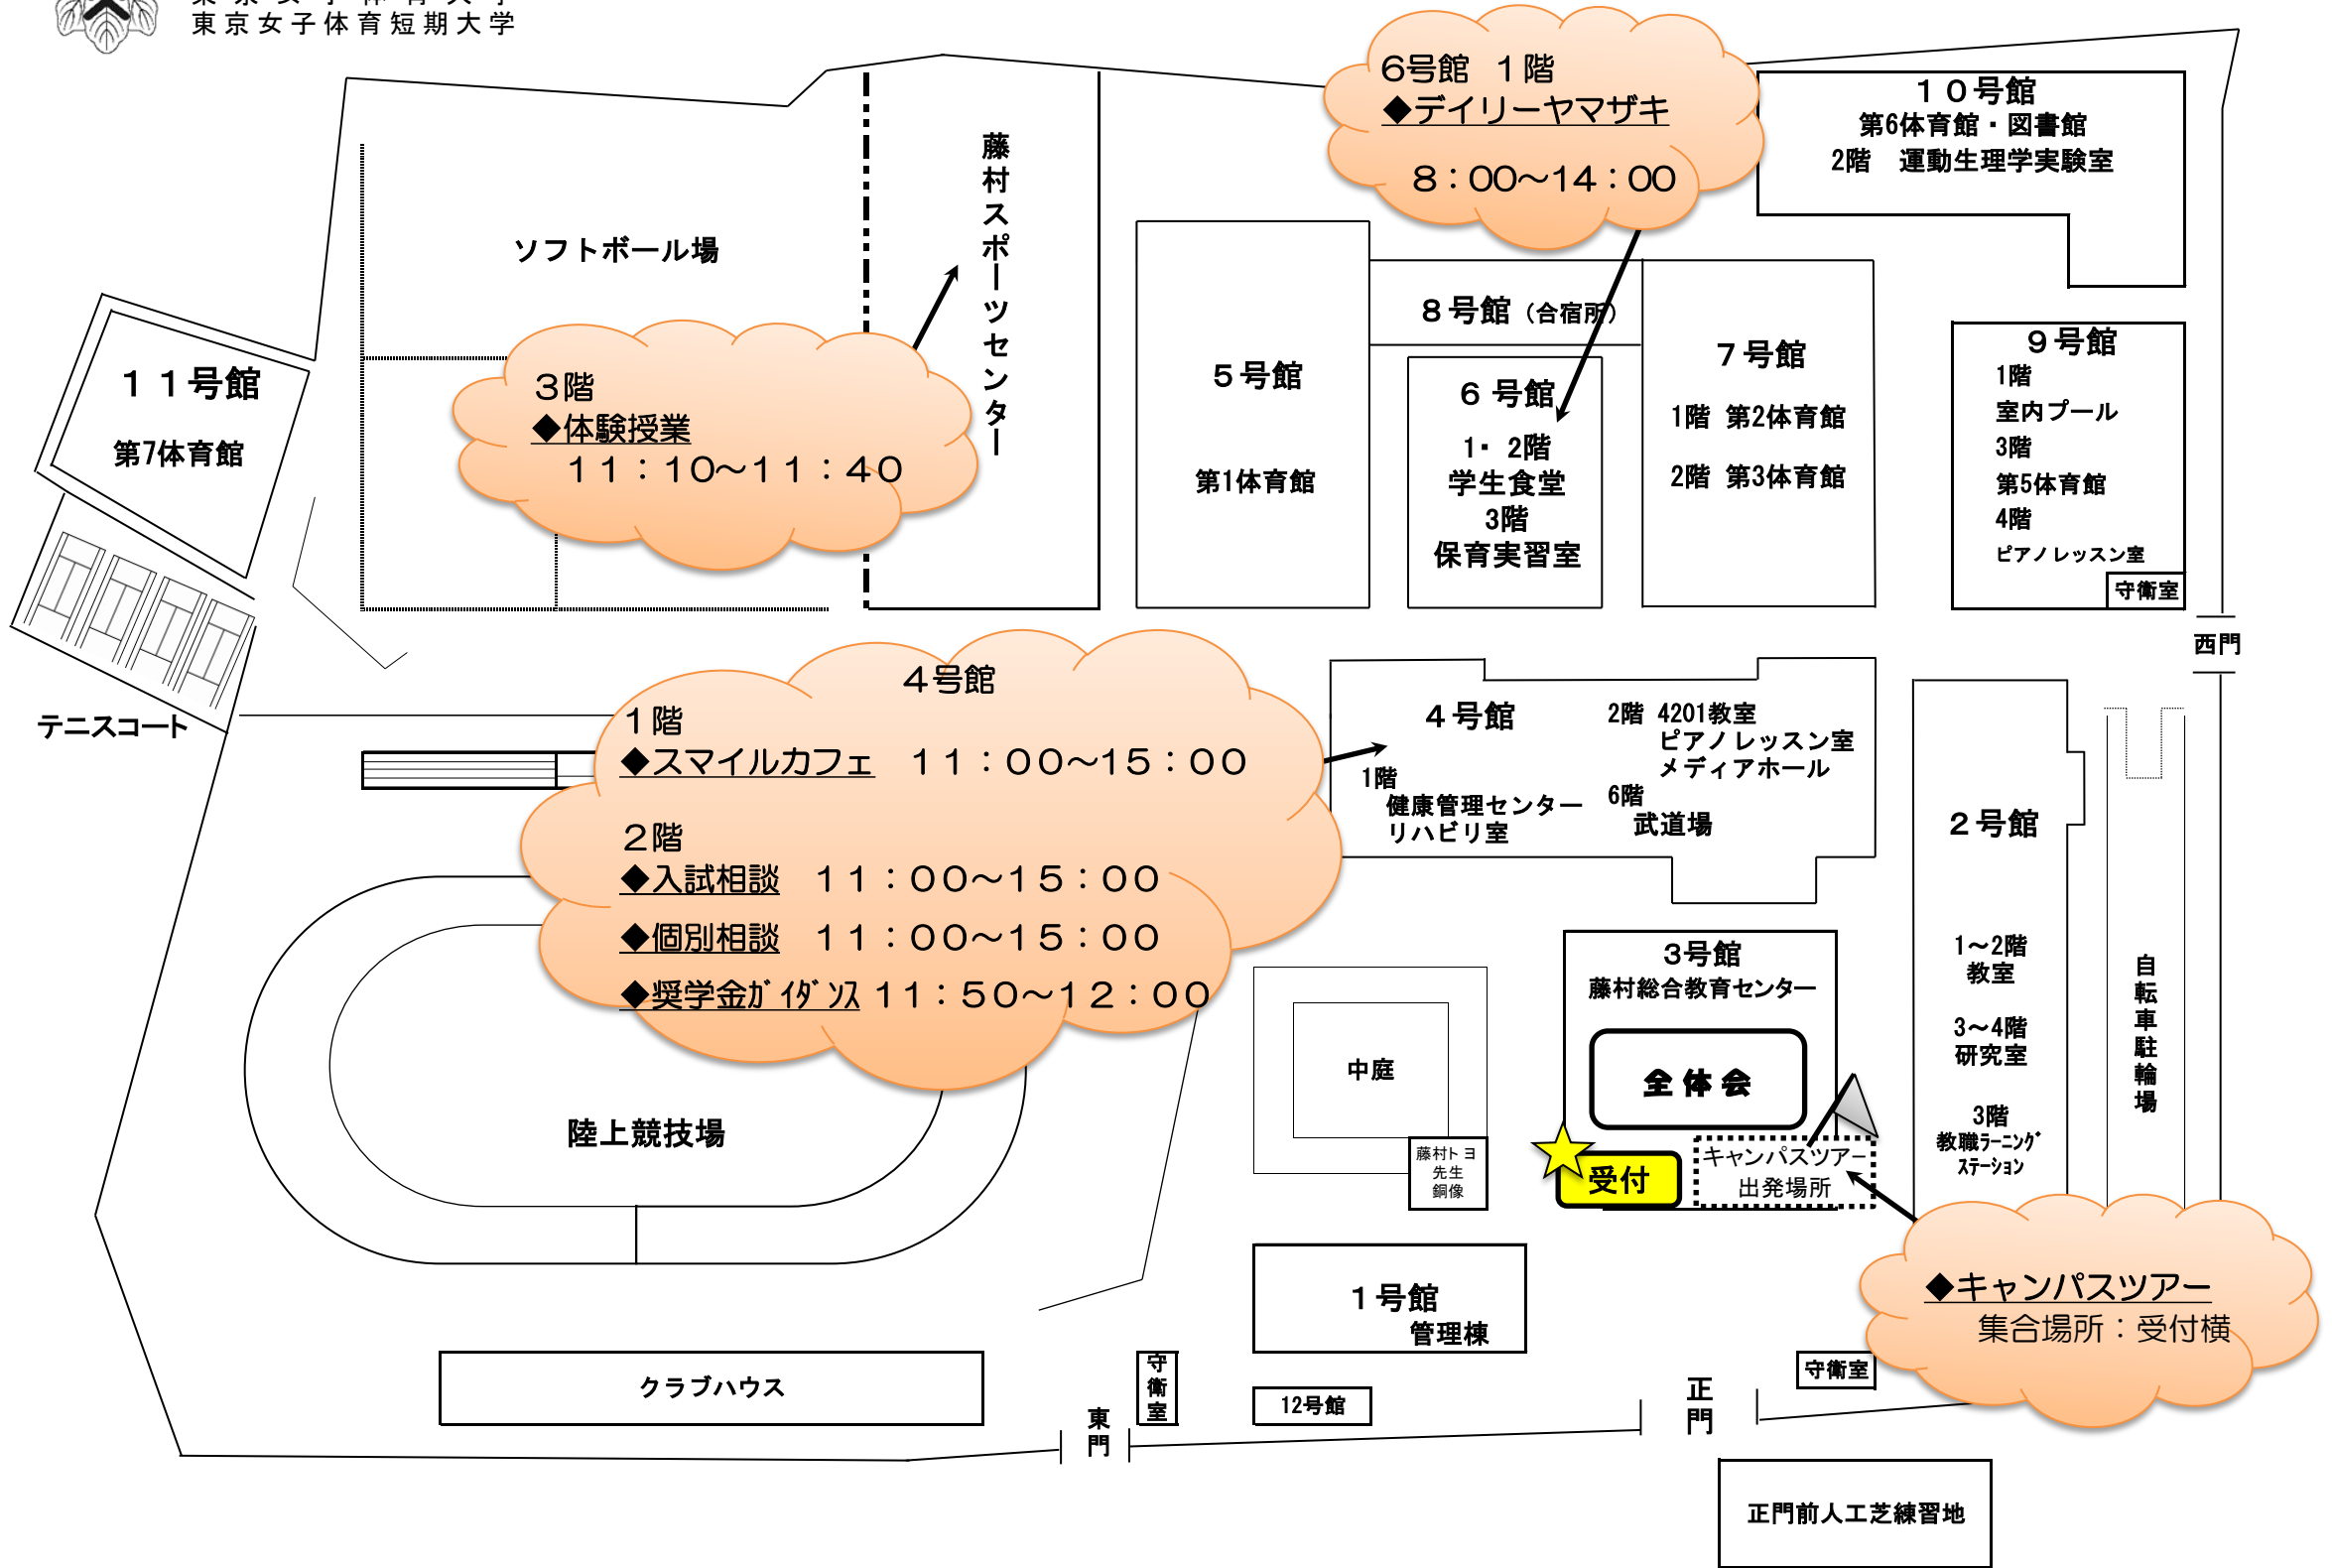 東京女子体育大学
東京女子体育短期大学
6号館 1階
◆デイリーヤマザキ
8：00～14：00
10号館
第6体育館・図書館
2階 運動生理学実験室
藤村スポーツセンター
ソフトボール場
3階
◆体験授業
11：10～11：40
11号館
第7体育館
テニスコート
5号館
第1体育館
8号館（合宿所）
6号館
1・2階
学生食堂
3階
保育実習室
7号館
1階 第2体育館
2階 第3体育館
9号館
1階
室内プール
3階
第5体育館
4階
ピアノレッスン室
守衛室
西門
4号館
1階
◆スマイルカフェ 11：00～15：00
2階
◆入試相談 11：00～15：00
◆個別相談 11：00～15：00
◆奨学金ｶﾞｲﾀﾞﾝｽ 11：50～12：00
4号館
1階
健康管理センター
リハビリ室
2階 4201教室
ピアノレッスン室
メディアホール
6階
武道場
2号館
1～2階
教室
3～4階
研究室
3階
教職ﾗｰﾆﾝｸﾞ
ｽﾃｰｼｮﾝ
自転車駐輪場
3号館
藤村総合教育センター
全体会
受付
キャンパスツアー
出発場所
中庭
藤村トヨ
先生
銅像
陸上競技場
◆キャンパスツアー
集合場所：受付横
1号館
管理棟
クラブハウス
守衛室
12号館
東門
正門
守衛室
正門前人工芝練習地